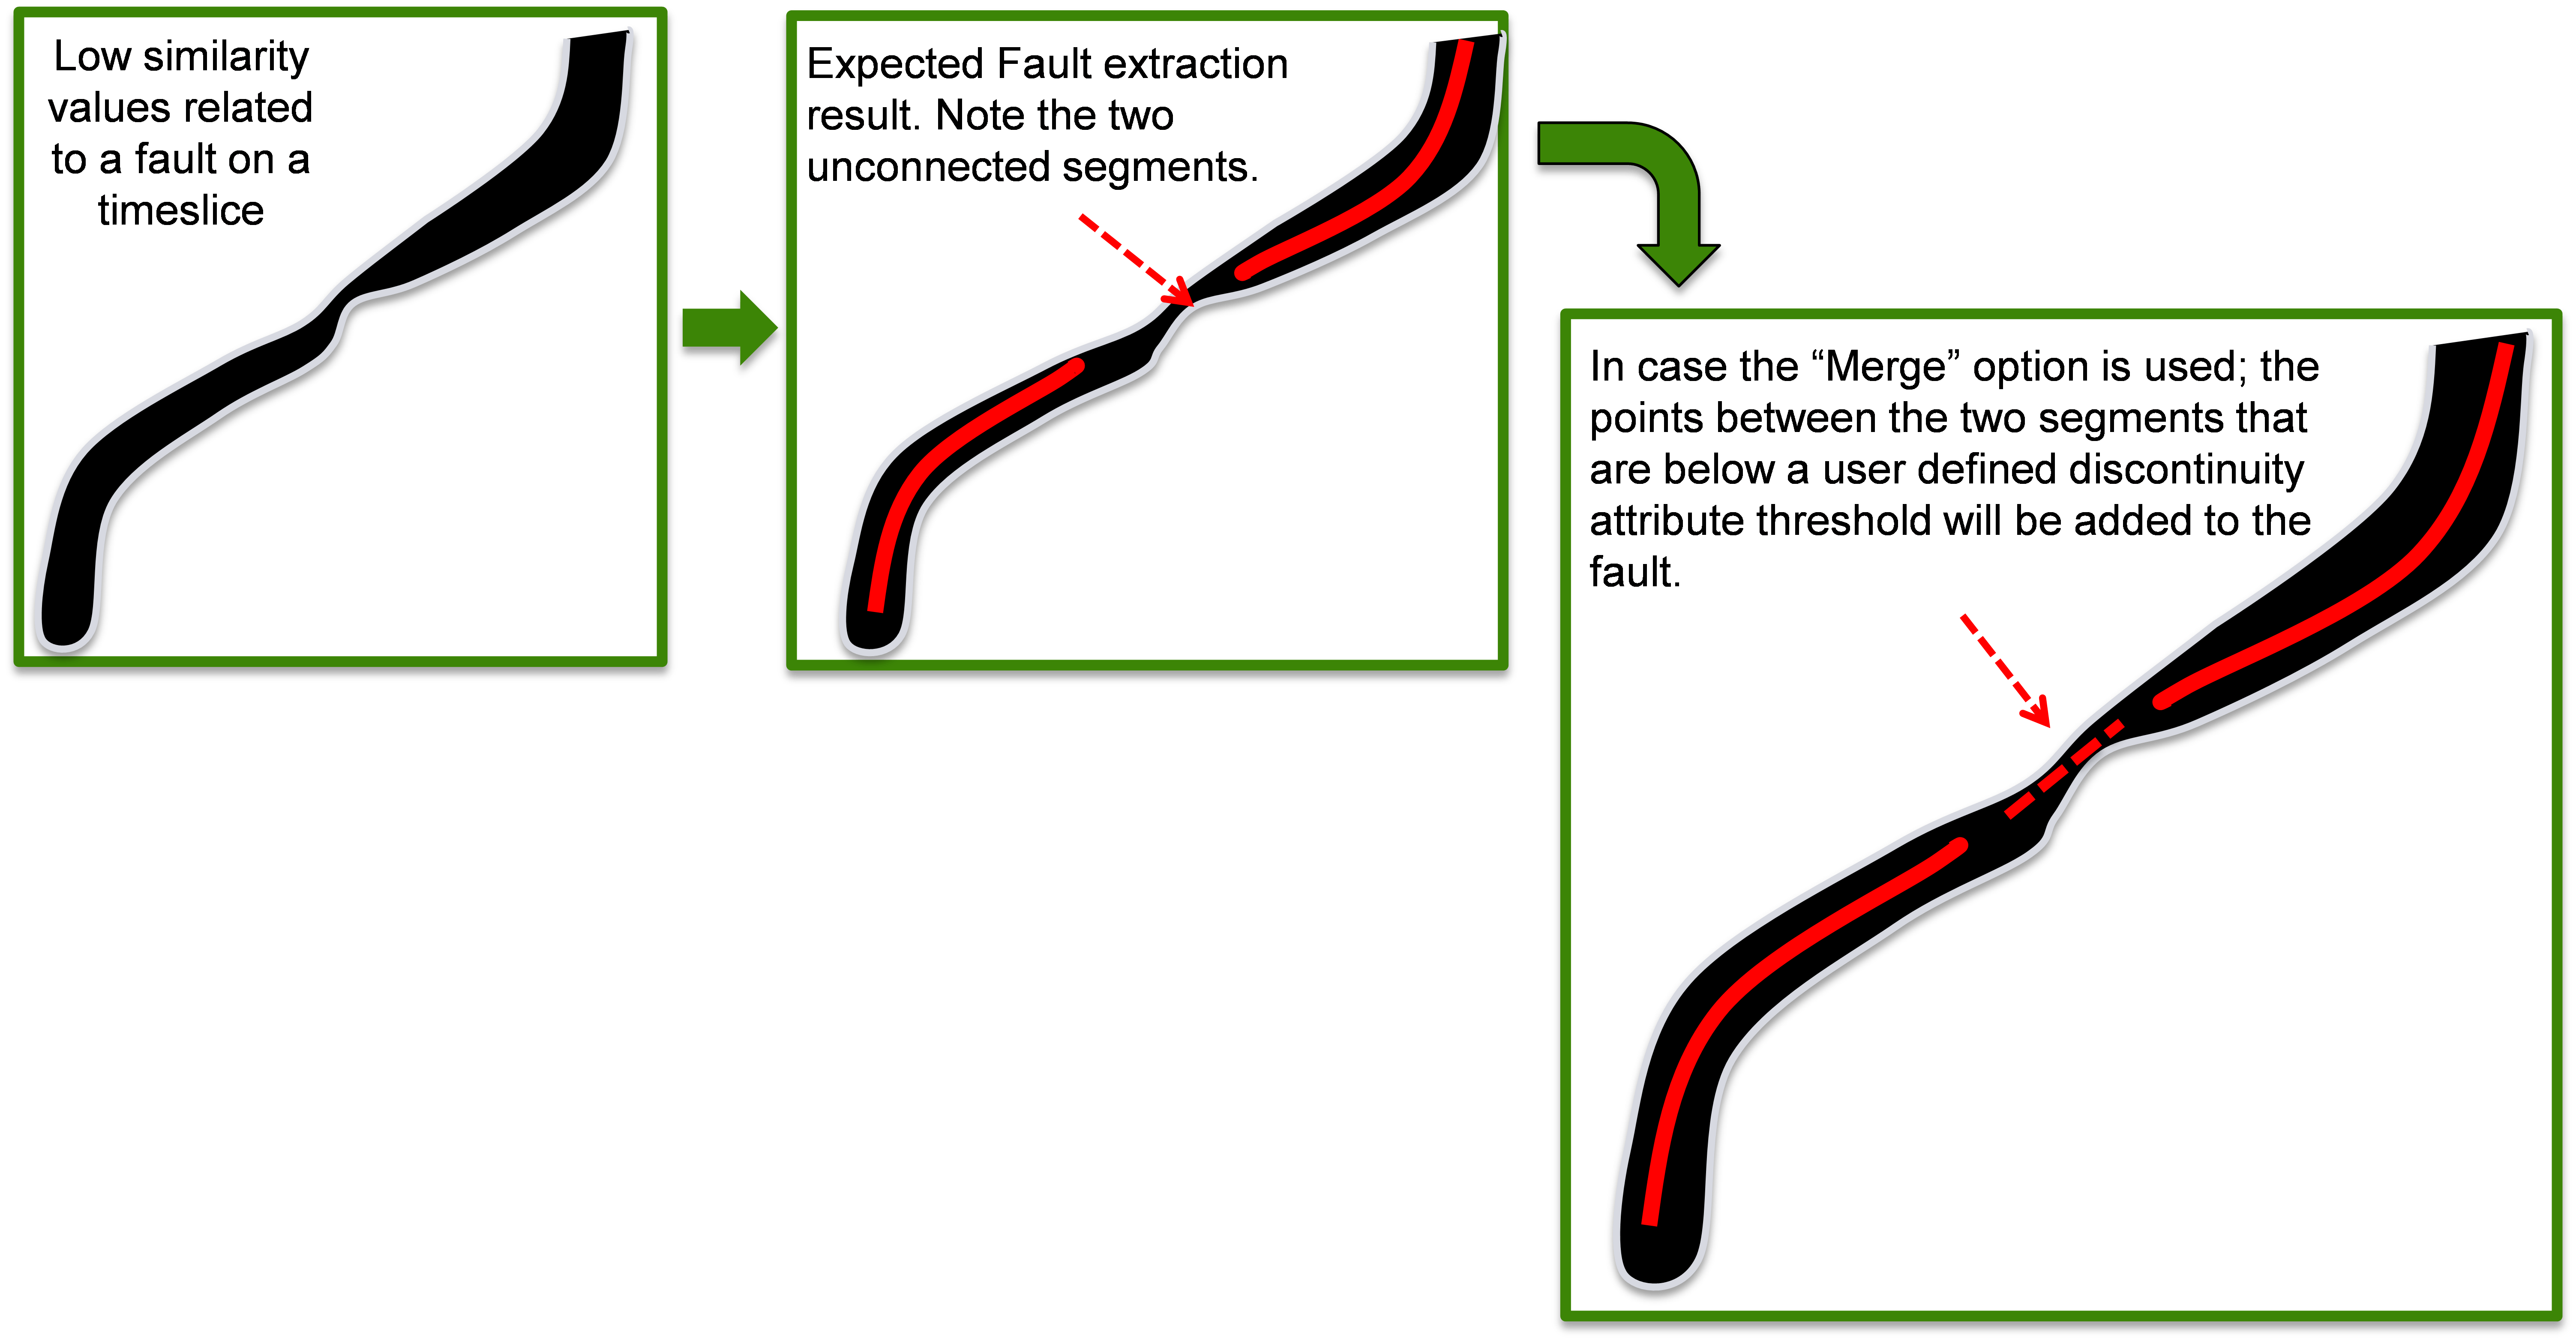 Low similarity
values related
to a fault on a
timeslice
Expected Fault extraction
result. Note the two
unconnected segments.
In case the “Merge” option is used; the
points between the two segments that
are below a user defined discontinuity
attribute threshold will be added to the
fault.